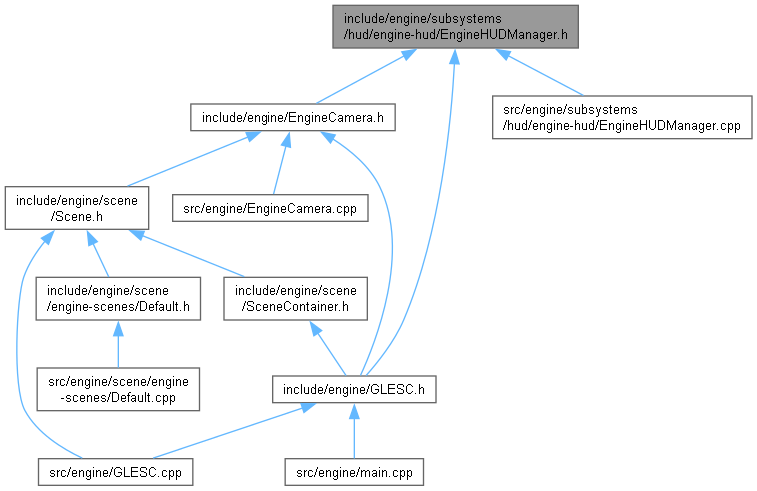 include/engine/subsystems
/hud/engine-hud/EngineHUDManager.h
include/engine/EngineCamera.h
src/engine/subsystems
/hud/engine-hud/EngineHUDManager.cpp
include/engine/scene
/Scene.h
src/engine/EngineCamera.cpp
include/engine/scene
/engine-scenes/Default.h
include/engine/scene
/SceneContainer.h
src/engine/scene/engine
-scenes/Default.cpp
include/engine/GLESC.h
src/engine/GLESC.cpp
src/engine/main.cpp